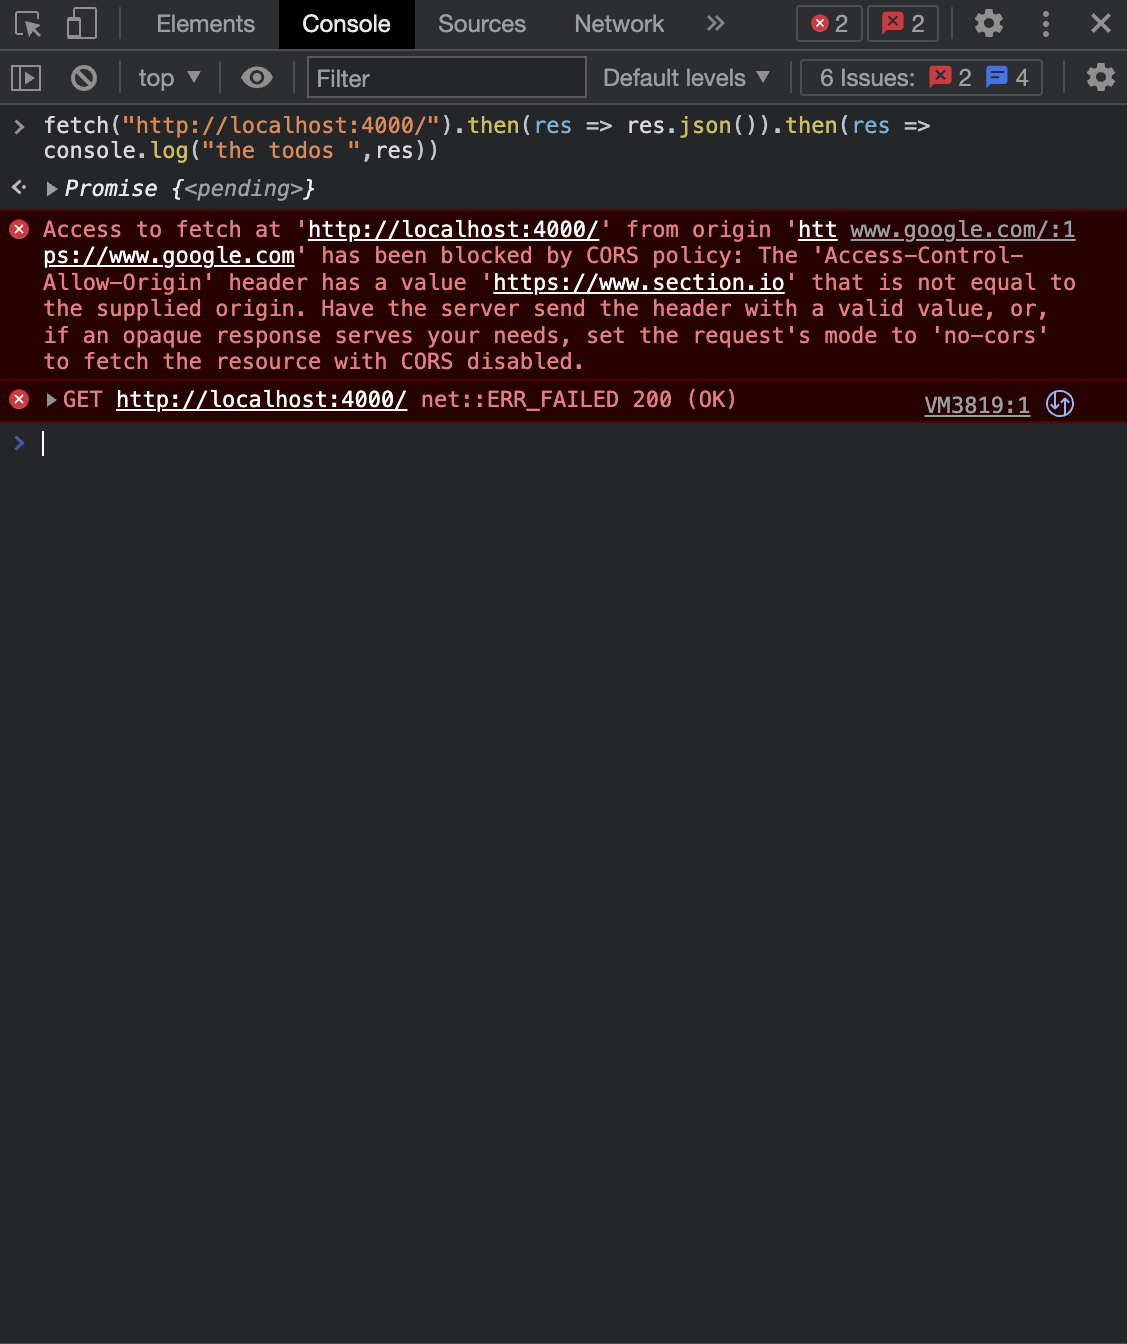 Elements Console Sources Network » 2 2
top ▼ Filter Default levels ▼ 6 Issues: 2 4
> fetch("http://localhost:4000/").then(res => res.json()).then(res =>
console.log("the todos ",res))
Promise {<pending>}
Access to fetch at 'http://localhost:4000/' from origin 'htt www.google.com/:1
ps://www.google.com' has been blocked by CORS policy: The 'Access-Control-
Allow-Origin' header has a value 'https://www.section.io' that is not equal to
the supplied origin. Have the server send the header with a valid value, or,
if an opaque response serves your needs, set the request's mode to 'no-cors'
to fetch the resource with CORS disabled.
GET http://localhost:4000/ net::ERR_FAILED 200 (OK) VM3819:1
>